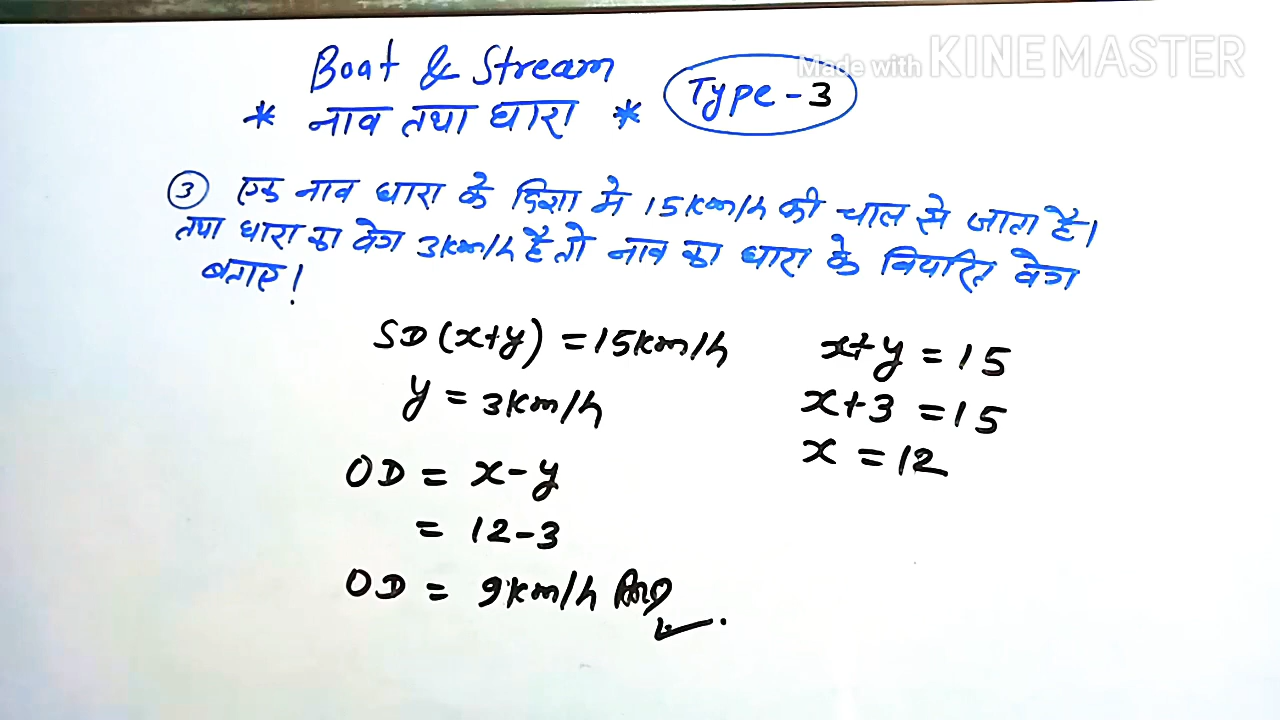 Made with KINEMASTER
Boat & Stream
* नाव तथा धारा * Type-3
③ एक नाव धारा के दिशा मे 15km/h की चाल से जाता है।
तथा धारा का वेग 3km/h है तो नाव का धारा के विपरित वेग
बताए!
SD (x+y) = 15km/h
y = 3km/h
OD = x-y
= 12-3
OD = 9km/h Ans
x+y = 15
x+3 = 15
x = 12